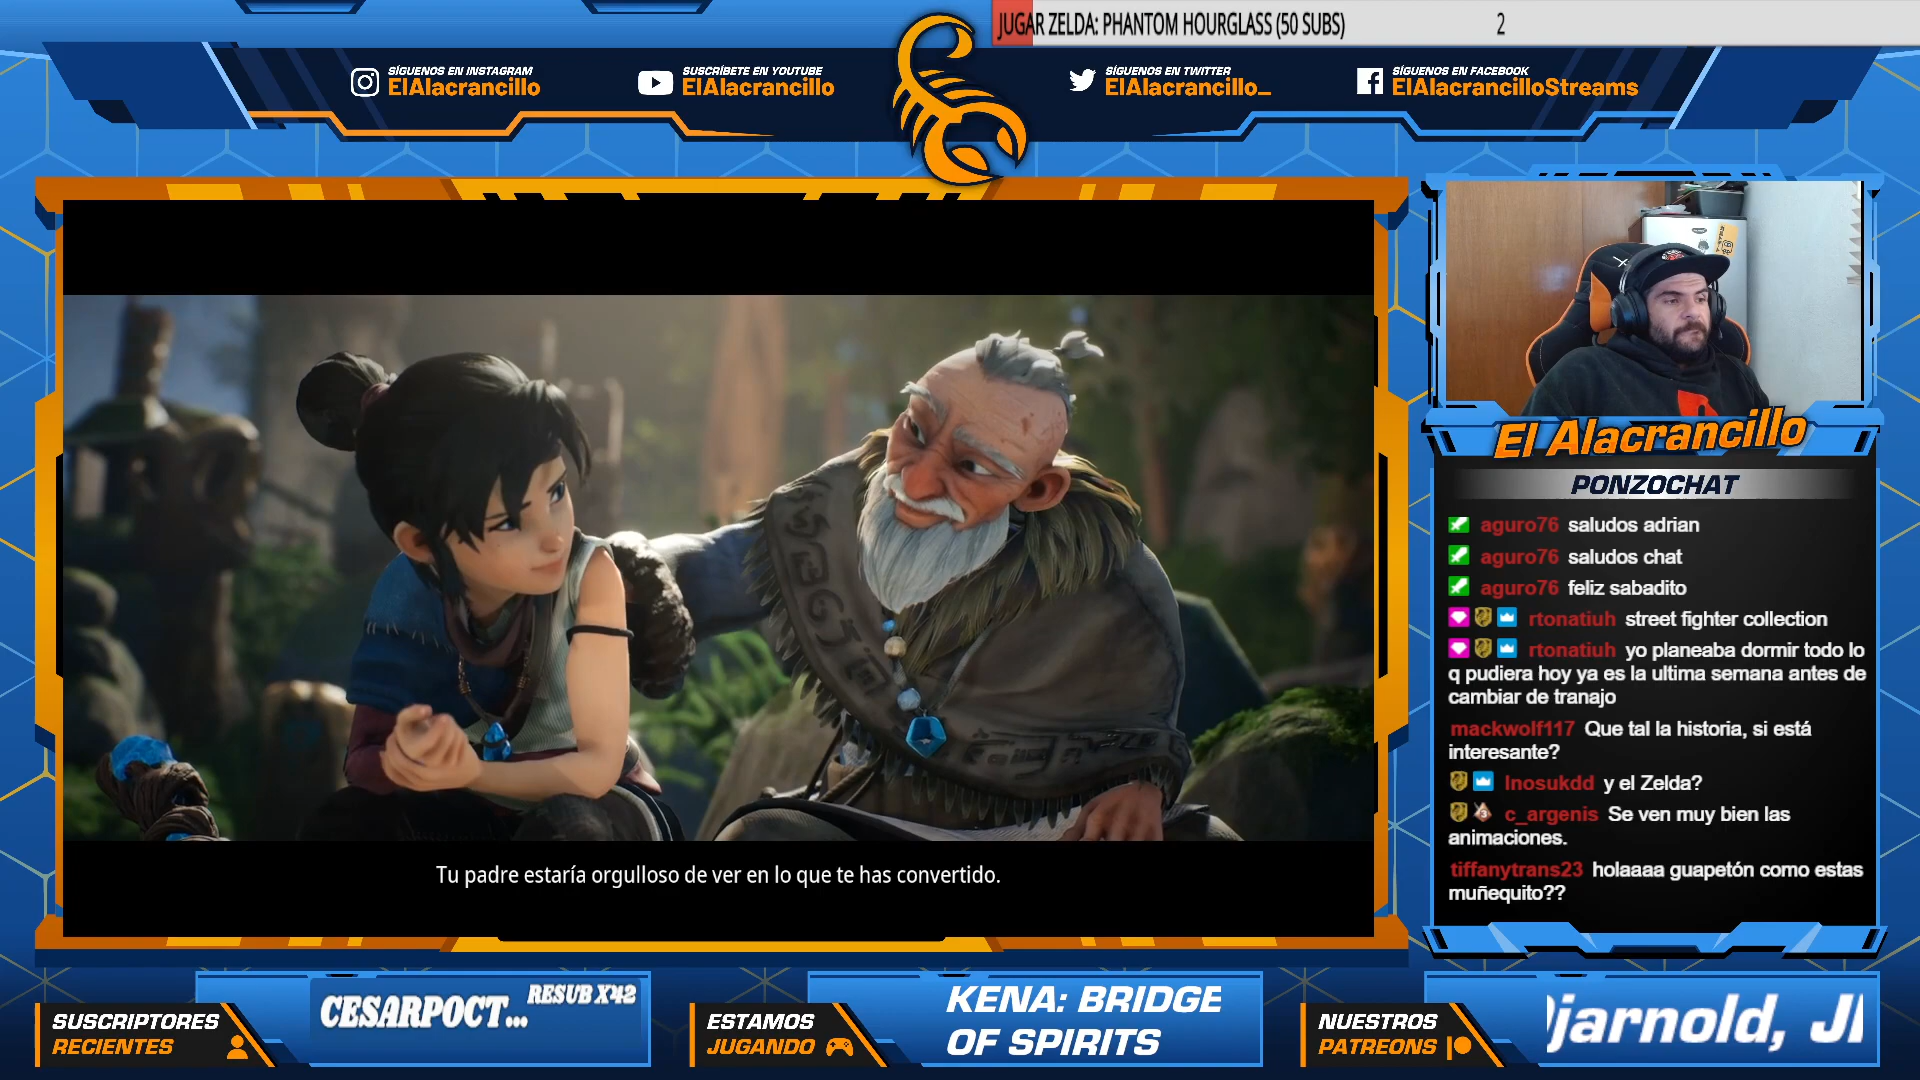 JUGAR ZELDA: PHANTOM HOURGLASS (50 SUBS) 2
SÍGUENOS EN INSTAGRAM
ElAlacrancillo
SUSCRÍBETE EN YOUTUBE
ElAlacrancillo
SÍGUENOS EN TWITTER
ElAlacrancillo_
SÍGUENOS EN FACEBOOK
ElAlacrancilloStreams
El Alacrancillo
PONZOCHAT
aguro76 saludos adrian
aguro76 saludos chat
aguro76 feliz sabadito
rtonatiuh street fighter collection
rtonatiuh yo planeaba dormir todo lo
q pudiera hoy ya es la ultima semana antes de
cambiar de tranajo
mackwolf117 Que tal la historia, si está
interesante?
Inosukdd y el Zelda?
c_argenis Se ven muy bien las
animaciones.
tiffanytrans23 holaaaa guapetón como estas
muñequito??
Tu padre estaría orgulloso de ver en lo que te has convertido.
SUSCRIPTORES
RECIENTES
CESARPOCT... RESUB X42
ESTAMOS
JUGANDO
KENA: BRIDGE
OF SPIRITS
NUESTROS
PATREONS
jarnold,